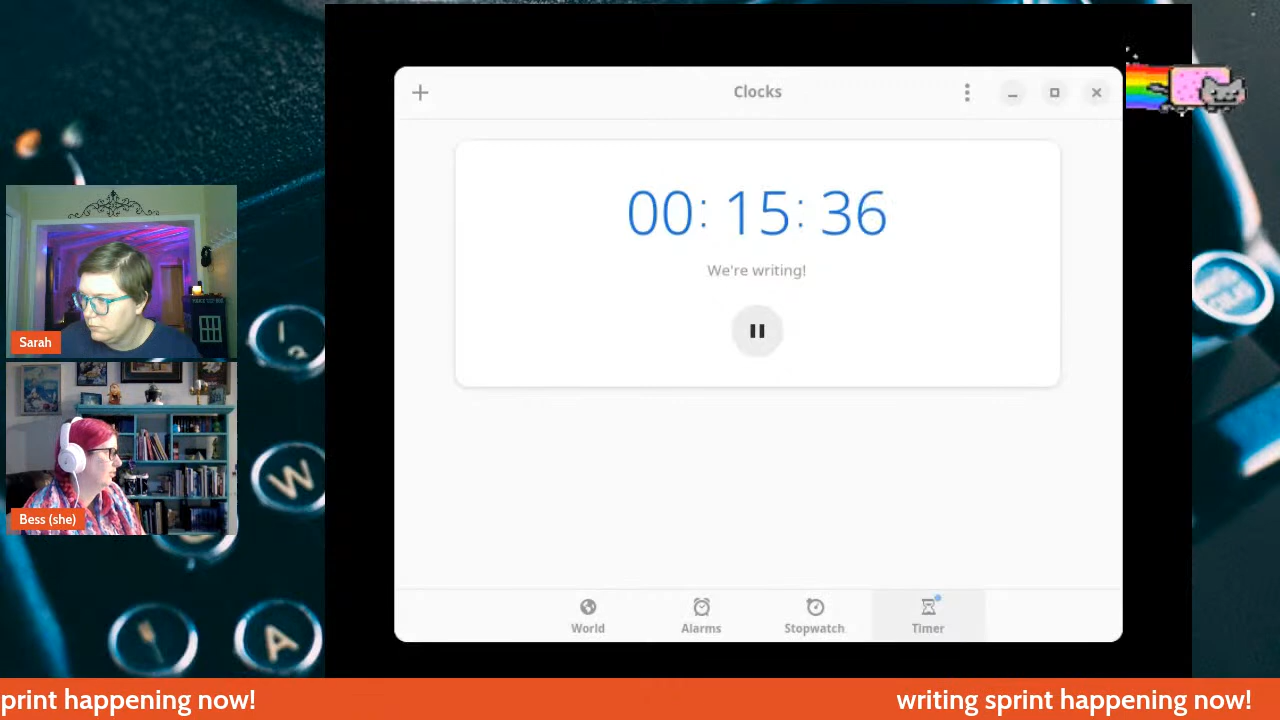 Clocks
00: 15: 36
We're writing!
Sarah
Bess (she)
I
W
A
World
Alarms
Stopwatch
Timer
print happening now!
writing sprint happening now!